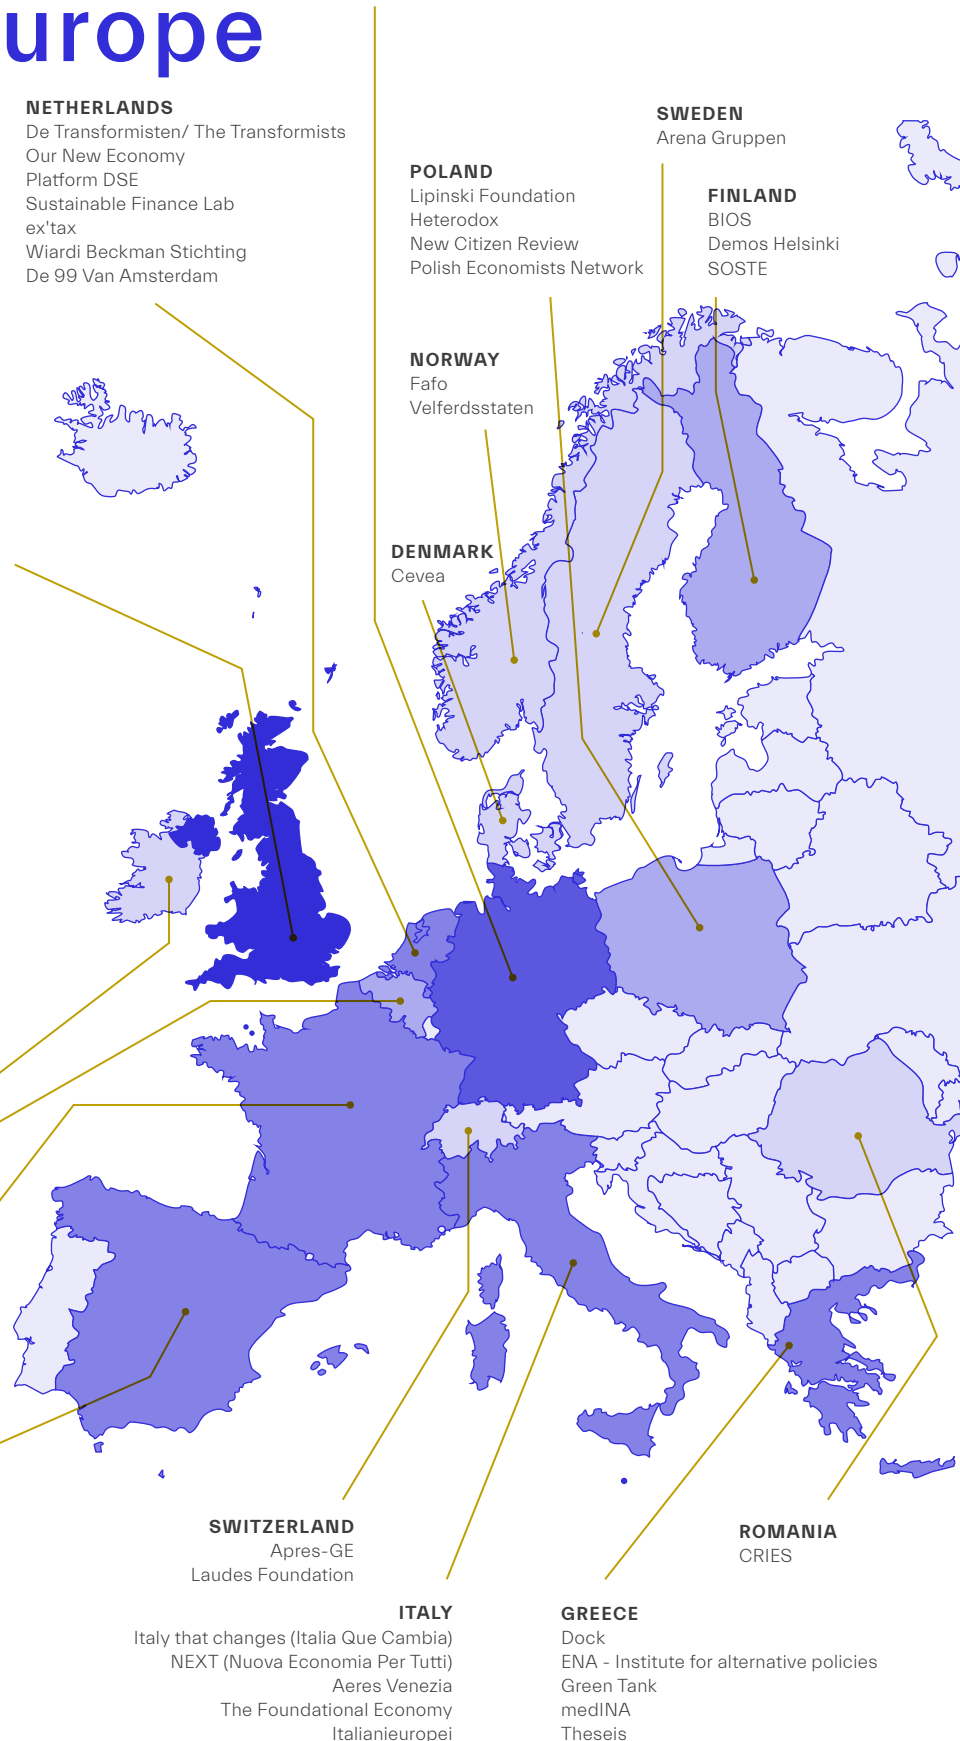 urope
NETHERLANDS
De Transformisten/ The Transformists
Our New Economy
Platform DSE
Sustainable Finance Lab
ex'tax
Wiardi Beckman Stichting
De 99 Van Amsterdam
SWEDEN
Arena Gruppen
POLAND
Lipinski Foundation
Heterodox
New Citizen Review
Polish Economists Network
FINLAND
BIOS
Demos Helsinki
SOSTE
NORWAY
Fafo
Velferdsstaten
DENMARK
Cevea
SWITZERLAND
Apres-GE
Laudes Foundation
ROMANIA
CRIES
ITALY
Italy that changes (Italia Que Cambia)
NEXT (Nuova Economia Per Tutti)
Aeres Venezia
The Foundational Economy
Italianieuropei
GREECE
Dock
ENA - Institute for alternative policies
Green Tank
medINA
Theseis